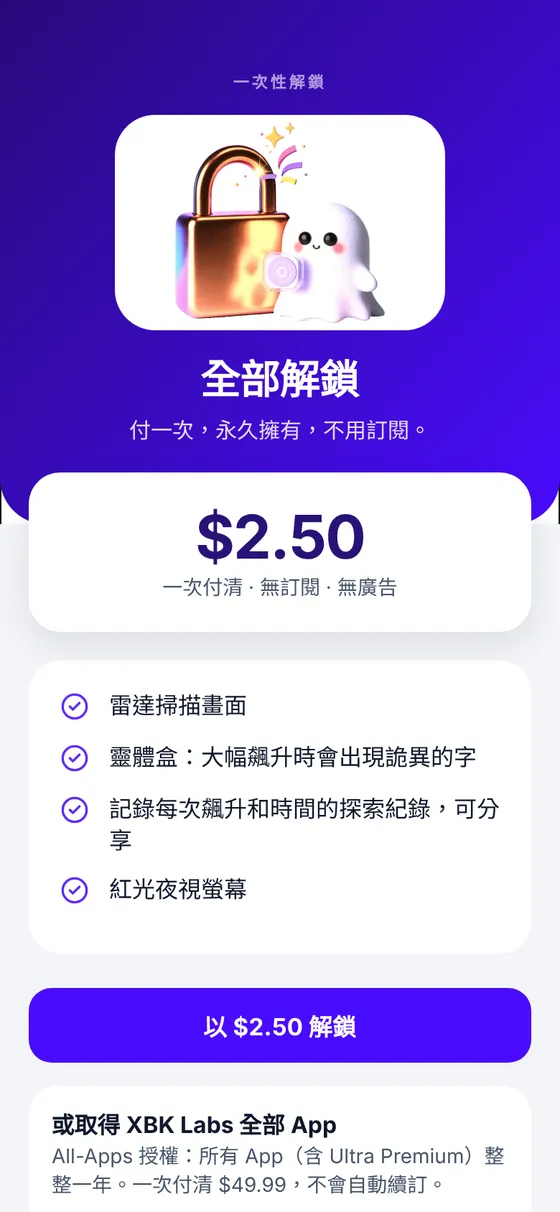 一次性解鎖
全部解鎖
付一次，永久擁有，不用訂閱。
$2.50
一次付清 · 無訂閱 · 無廣告
雷達掃描畫面
靈體盒：大幅飆升時會出現詭異的字
記錄每次飆升和時間的探索紀錄，可分
享
紅光夜視螢幕
以 $2.50 解鎖
或取得 XBK Labs 全部 App
All-Apps 授權：所有 App（含 Ultra Premium）整
整一年。一次付清 $49.99，不會自動續訂。